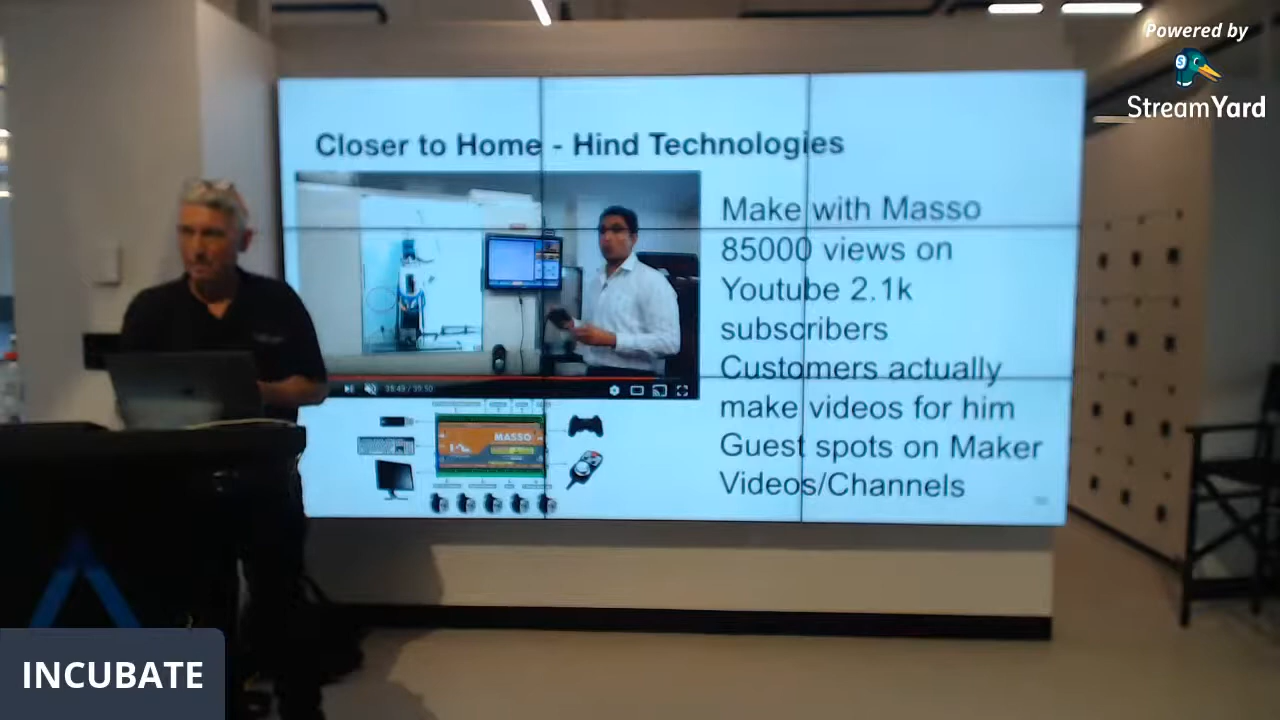 Powered by
StreamYard
Closer to Home - Hind Technologies
Make with Masso
85000 views on
Youtube 2.1k
subscribers
Customers actually
make videos for him
Guest spots on Maker
Videos/Channels
MASSO
INCUBATE